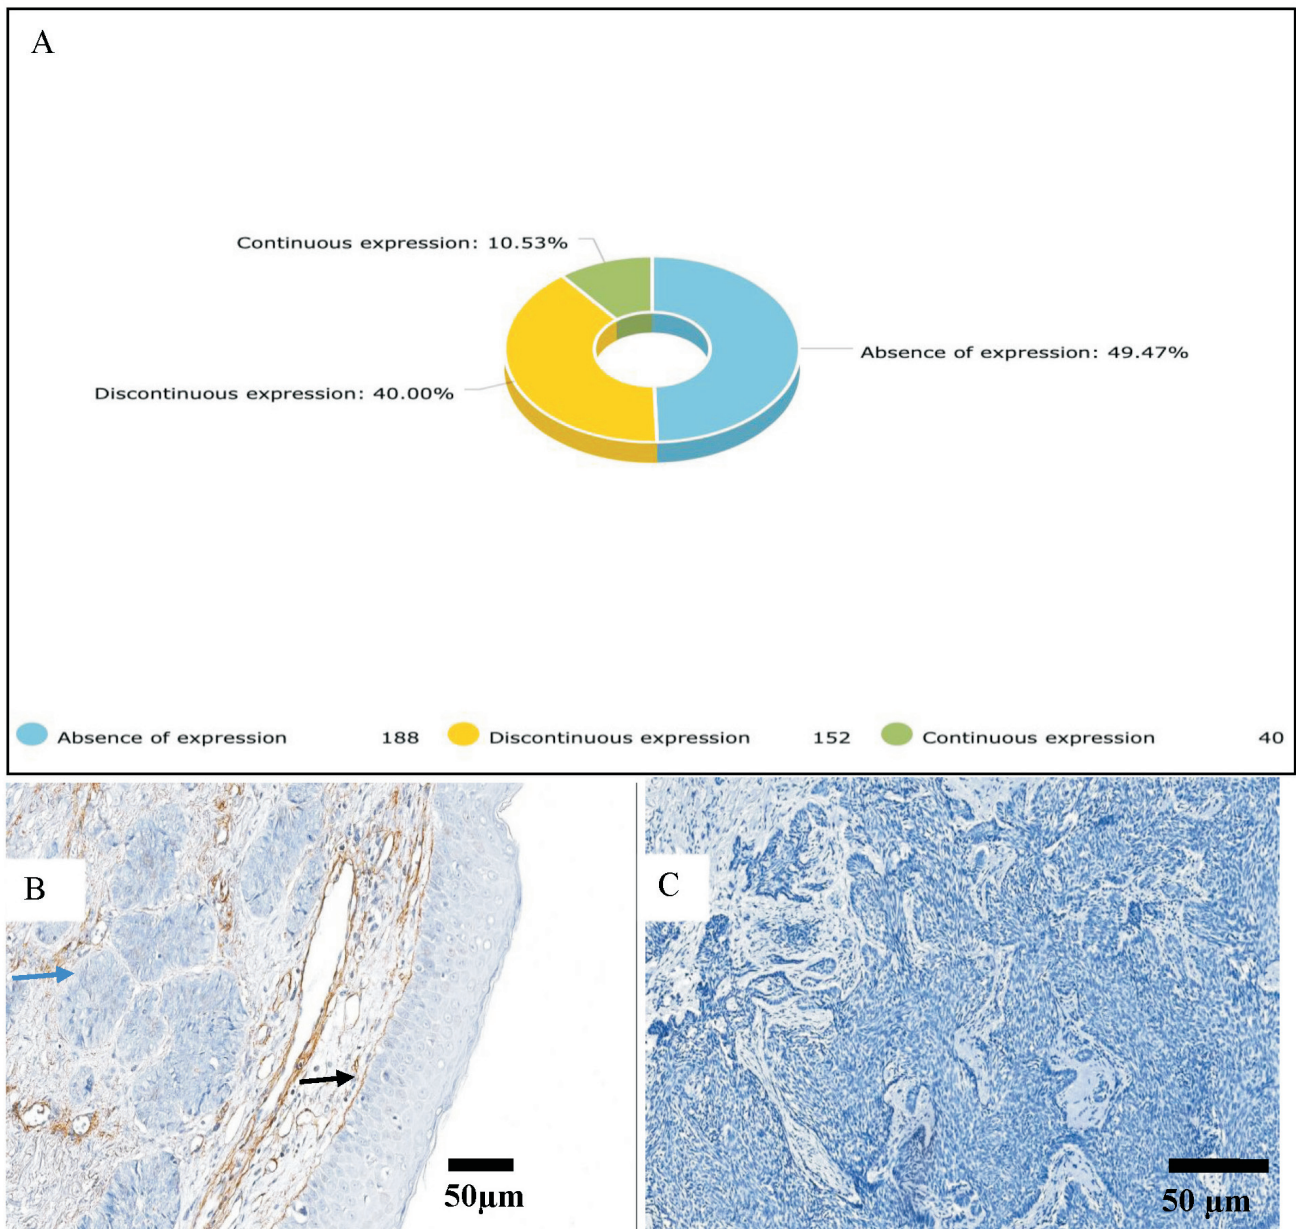 A
Continuous expression: 10.53%
Absence of expression: 49.47%
Discontinuous expression: 40.00%
Absence of expression 188 Discontinuous expression 152 Continuous expression 40
B
C
50µm
50 µm